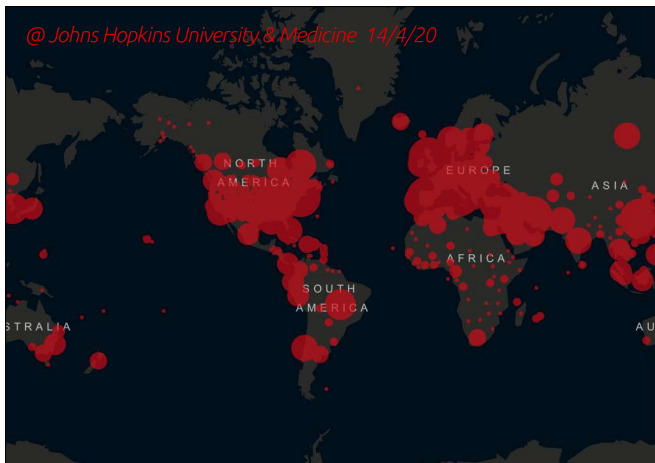 @ Johns Hopkins University & Medicine 14/4/20
NORTH
AMERICA
EUROPE
ASIA
AFRICA
SOUTH
AMERICA
STRALIA
AU